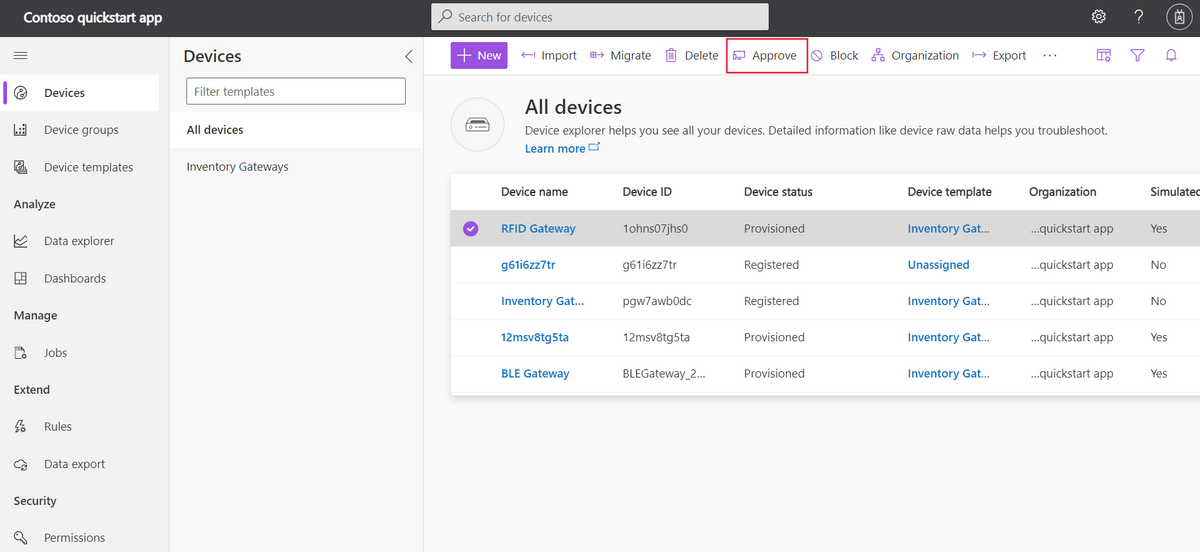 Contoso quickstart app
Search for devices
Devices
New
Import
Migrate
Delete
Approve
Block
Organization
Export
...
Devices
Device groups
Device templates
Analyze
Data explorer
Dashboards
Manage
Jobs
Extend
Rules
Data export
Security
Permissions
Filter templates
All devices
Inventory Gateways
All devices
Device explorer helps you see all your devices. Detailed information like device raw data helps you troubleshoot.
Learn more
Device name Device ID Device status Device template Organization Simulated
RFID Gateway 1ohns07jhs0 Provisioned Inventory Gat... ...quickstart app Yes
g61i6zz7tr g61i6zz7tr Registered Unassigned ...quickstart app No
Inventory Gat... pgw7awb0dc Registered Inventory Gat... ...quickstart app No
12msv8tg5ta 12msv8tg5ta Provisioned Inventory Gat... ...quickstart app Yes
BLE Gateway BLEGateway_2... Provisioned Inventory Gat... ...quickstart app Yes